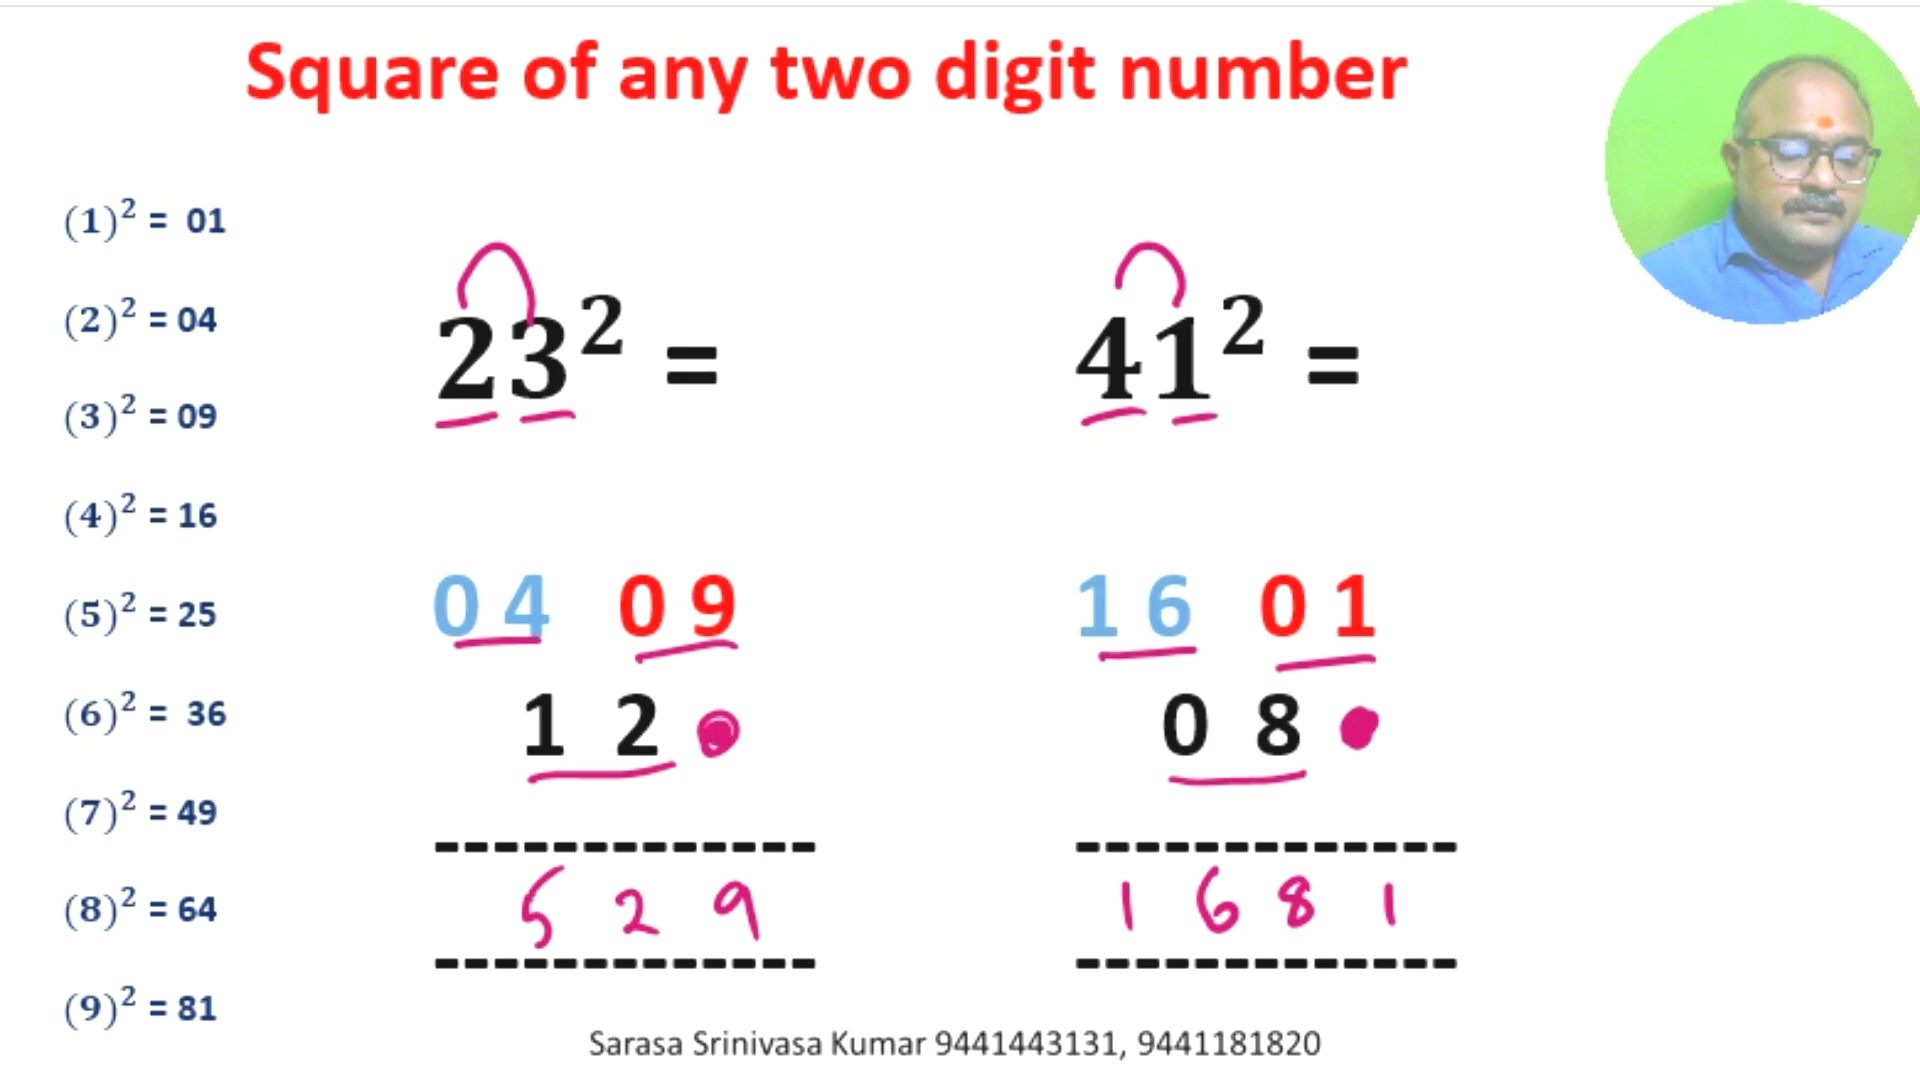 Square of any two digit number
(1)² = 01
(2)² = 04
(3)² = 09
(4)² = 16
(5)² = 25
(6)² = 36
(7)² = 49
(8)² = 64
(9)² = 81
23² =
04 09
12
529
41² =
16 01
08
1681
Sarasa Srinivasa Kumar 9441443131, 9441181820